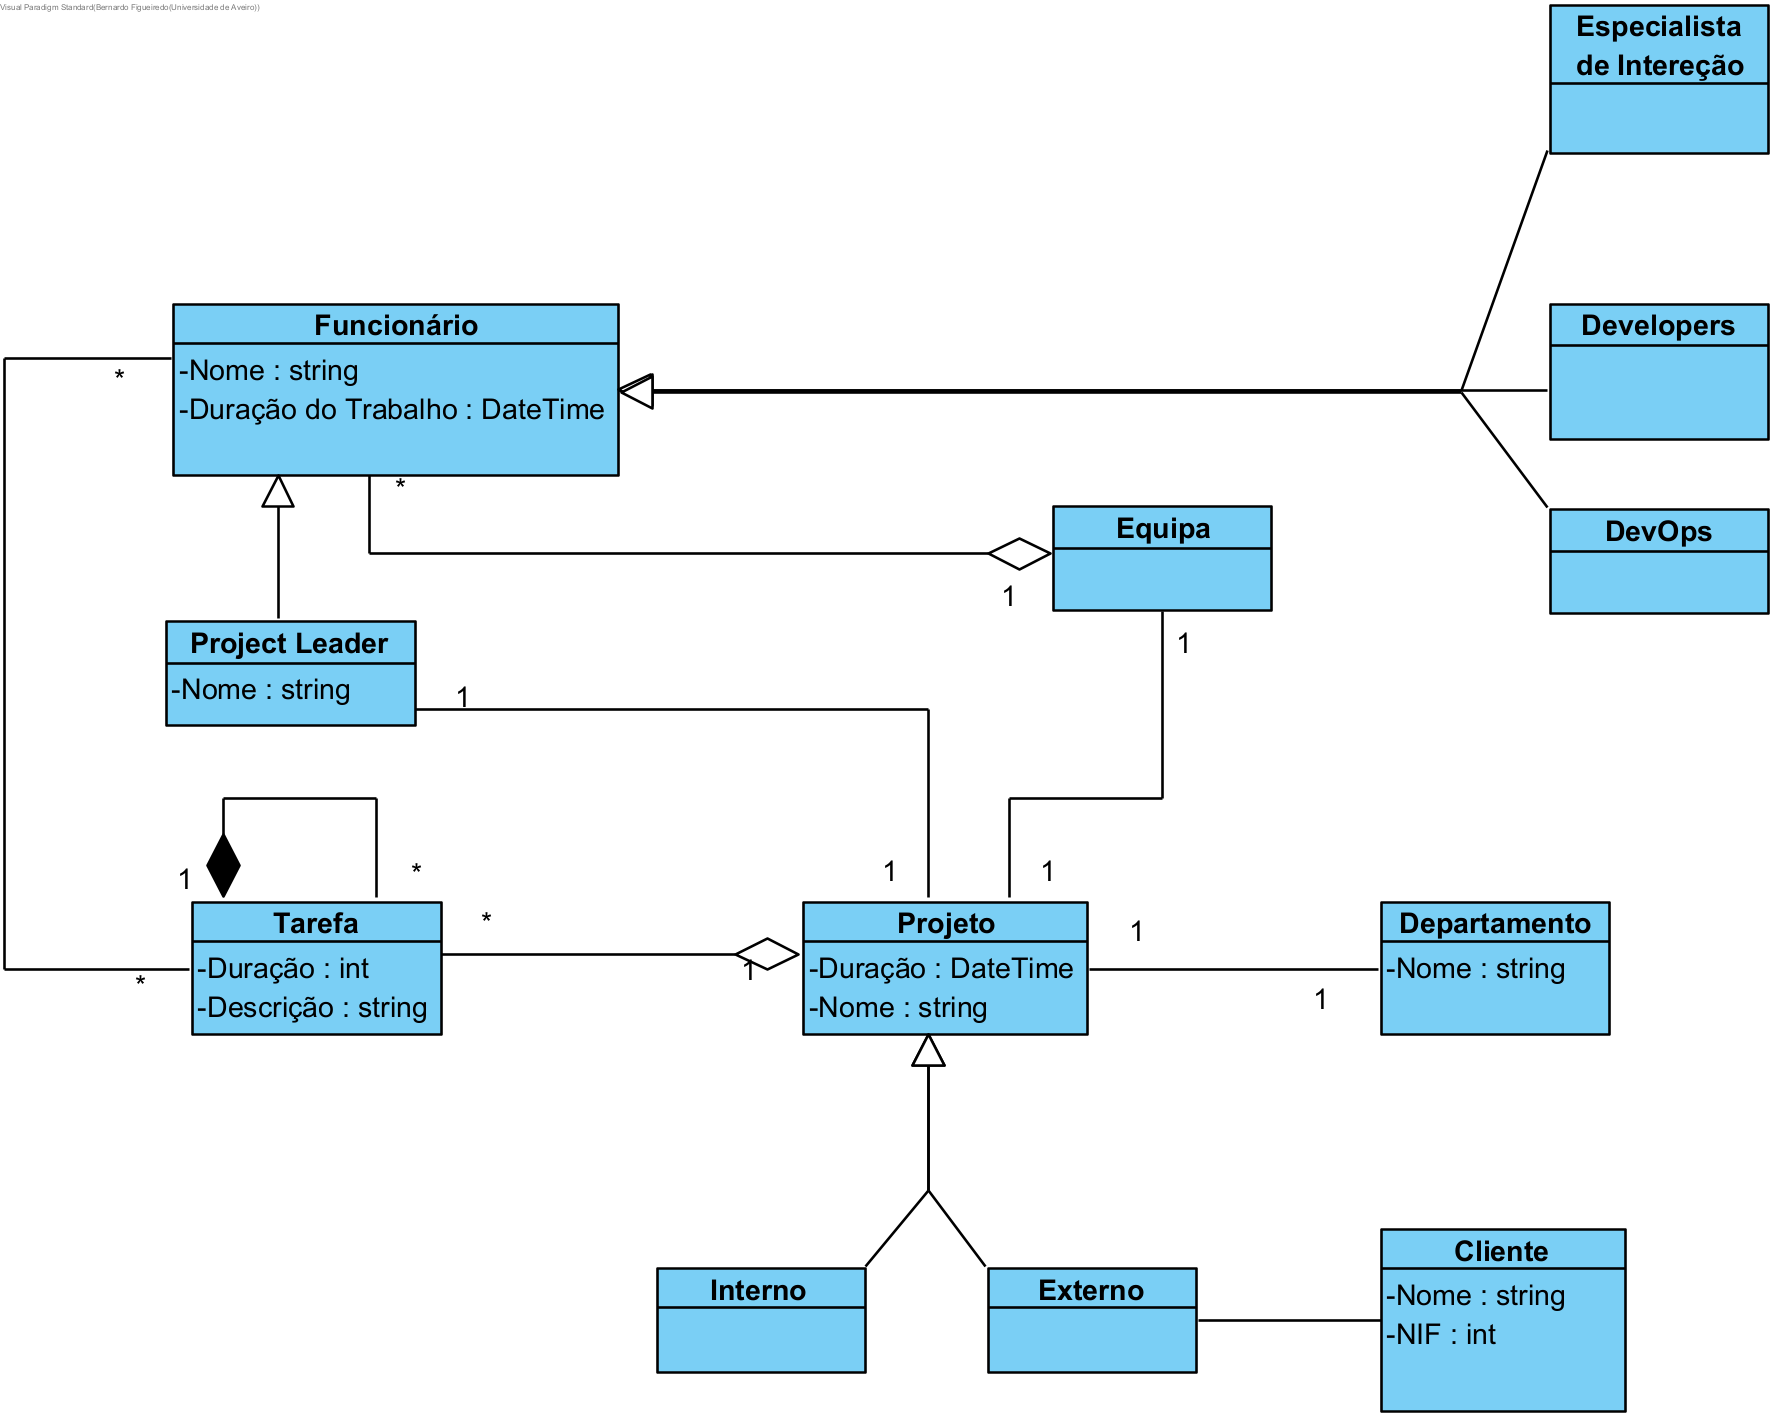 Visual Paradigm Standard(Bernardo Figueiredo(Universidade de Aveiro))
Especialista
de Intereção
Funcionário
-Nome : string
-Duração do Trabalho : DateTime
*
Developers
*
Equipa
1
DevOps
1
Project Leader
-Nome : string
1
1
*
1
1
Tarefa
-Duração : int
-Descrição : string
*
*
1
Projeto
-Duração : DateTime
-Nome : string
1
1
Departamento
-Nome : string
Interno
Externo
Cliente
-Nome : string
-NIF : int